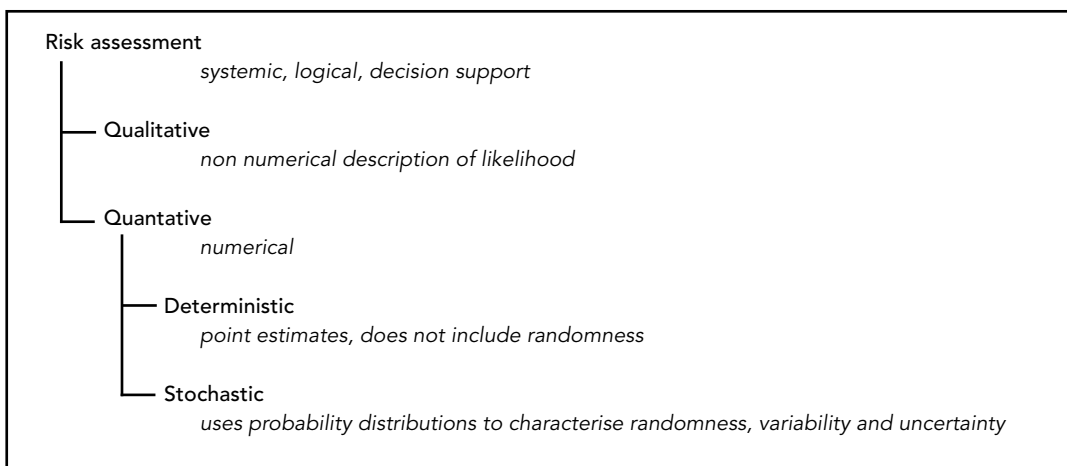 Risk assessment
systemic, logical, decision support
Qualitative
non numerical description of likelihood
Quantative
numerical
Deterministic
point estimates, does not include randomness
Stochastic
uses probability distributions to characterise randomness, variability and uncertainty